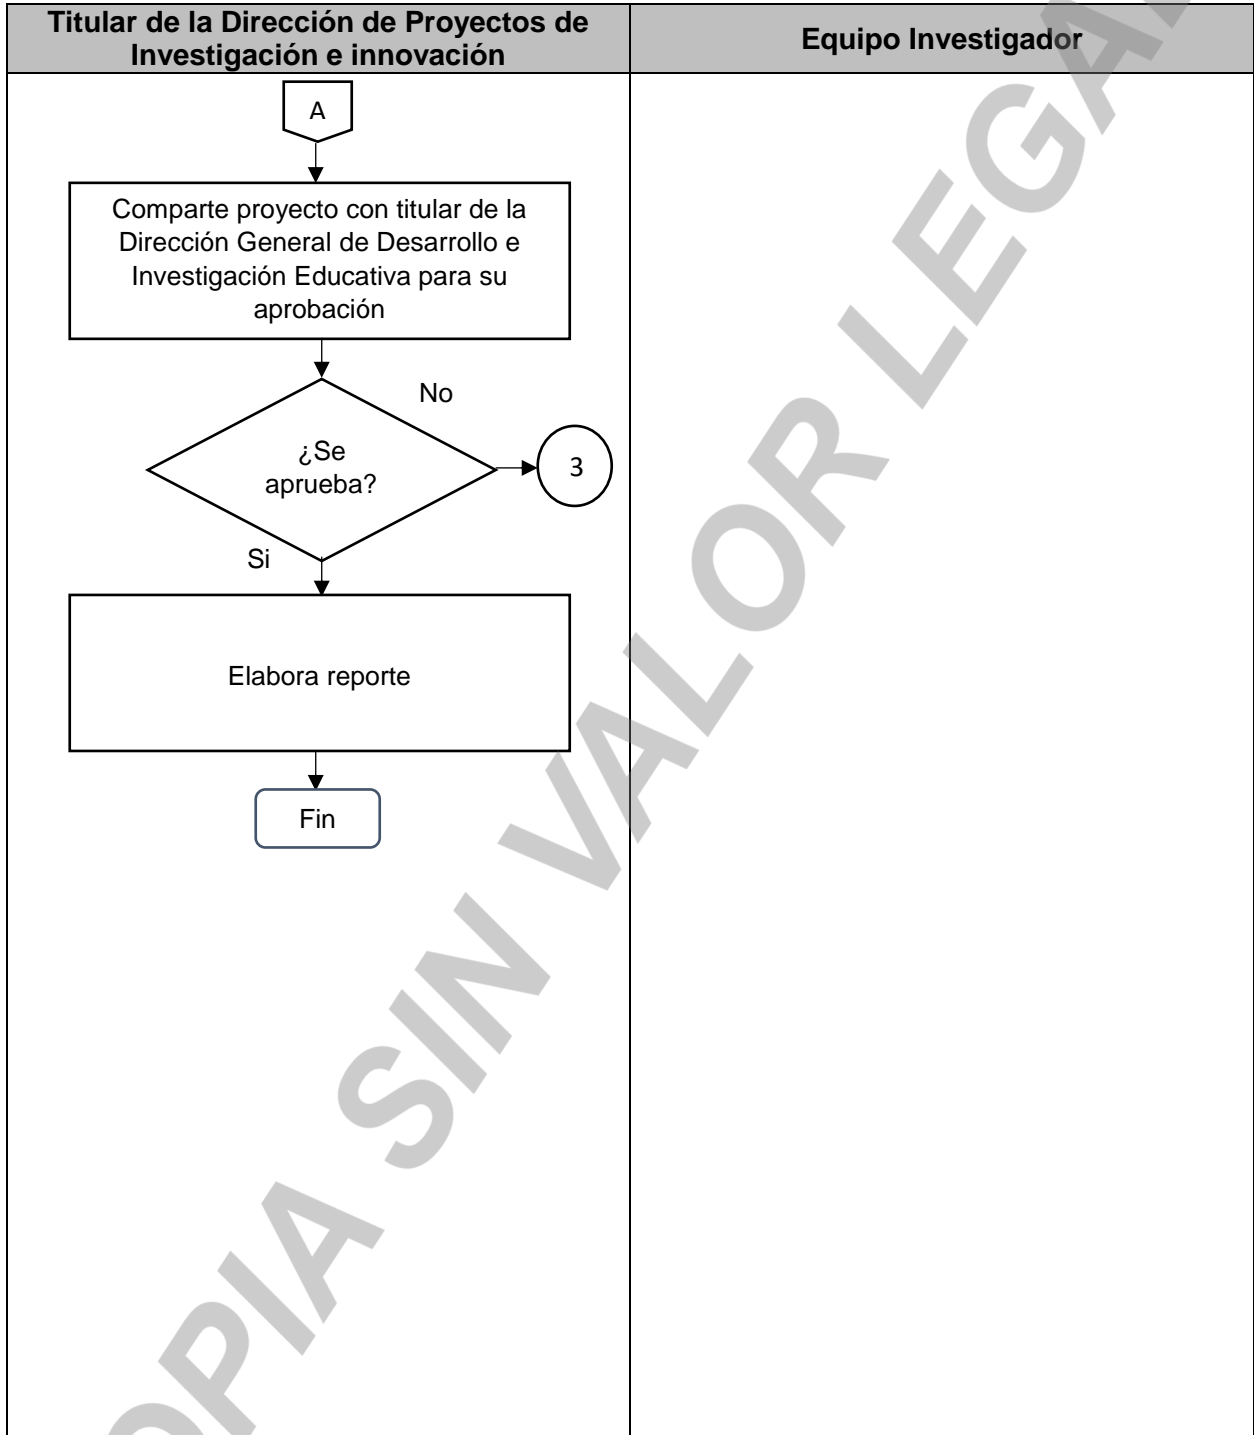 Titular de la Dirección de Proyectos de
Investigación e innovación
Equipo Investigador
A
Comparte proyecto con titular de la
Dirección General de Desarrollo e
Investigación Educativa para su
aprobación
No
¿Se
aprueba?
3
Si
Elabora reporte
Fin
OPIA SIN VALOR LEGAL